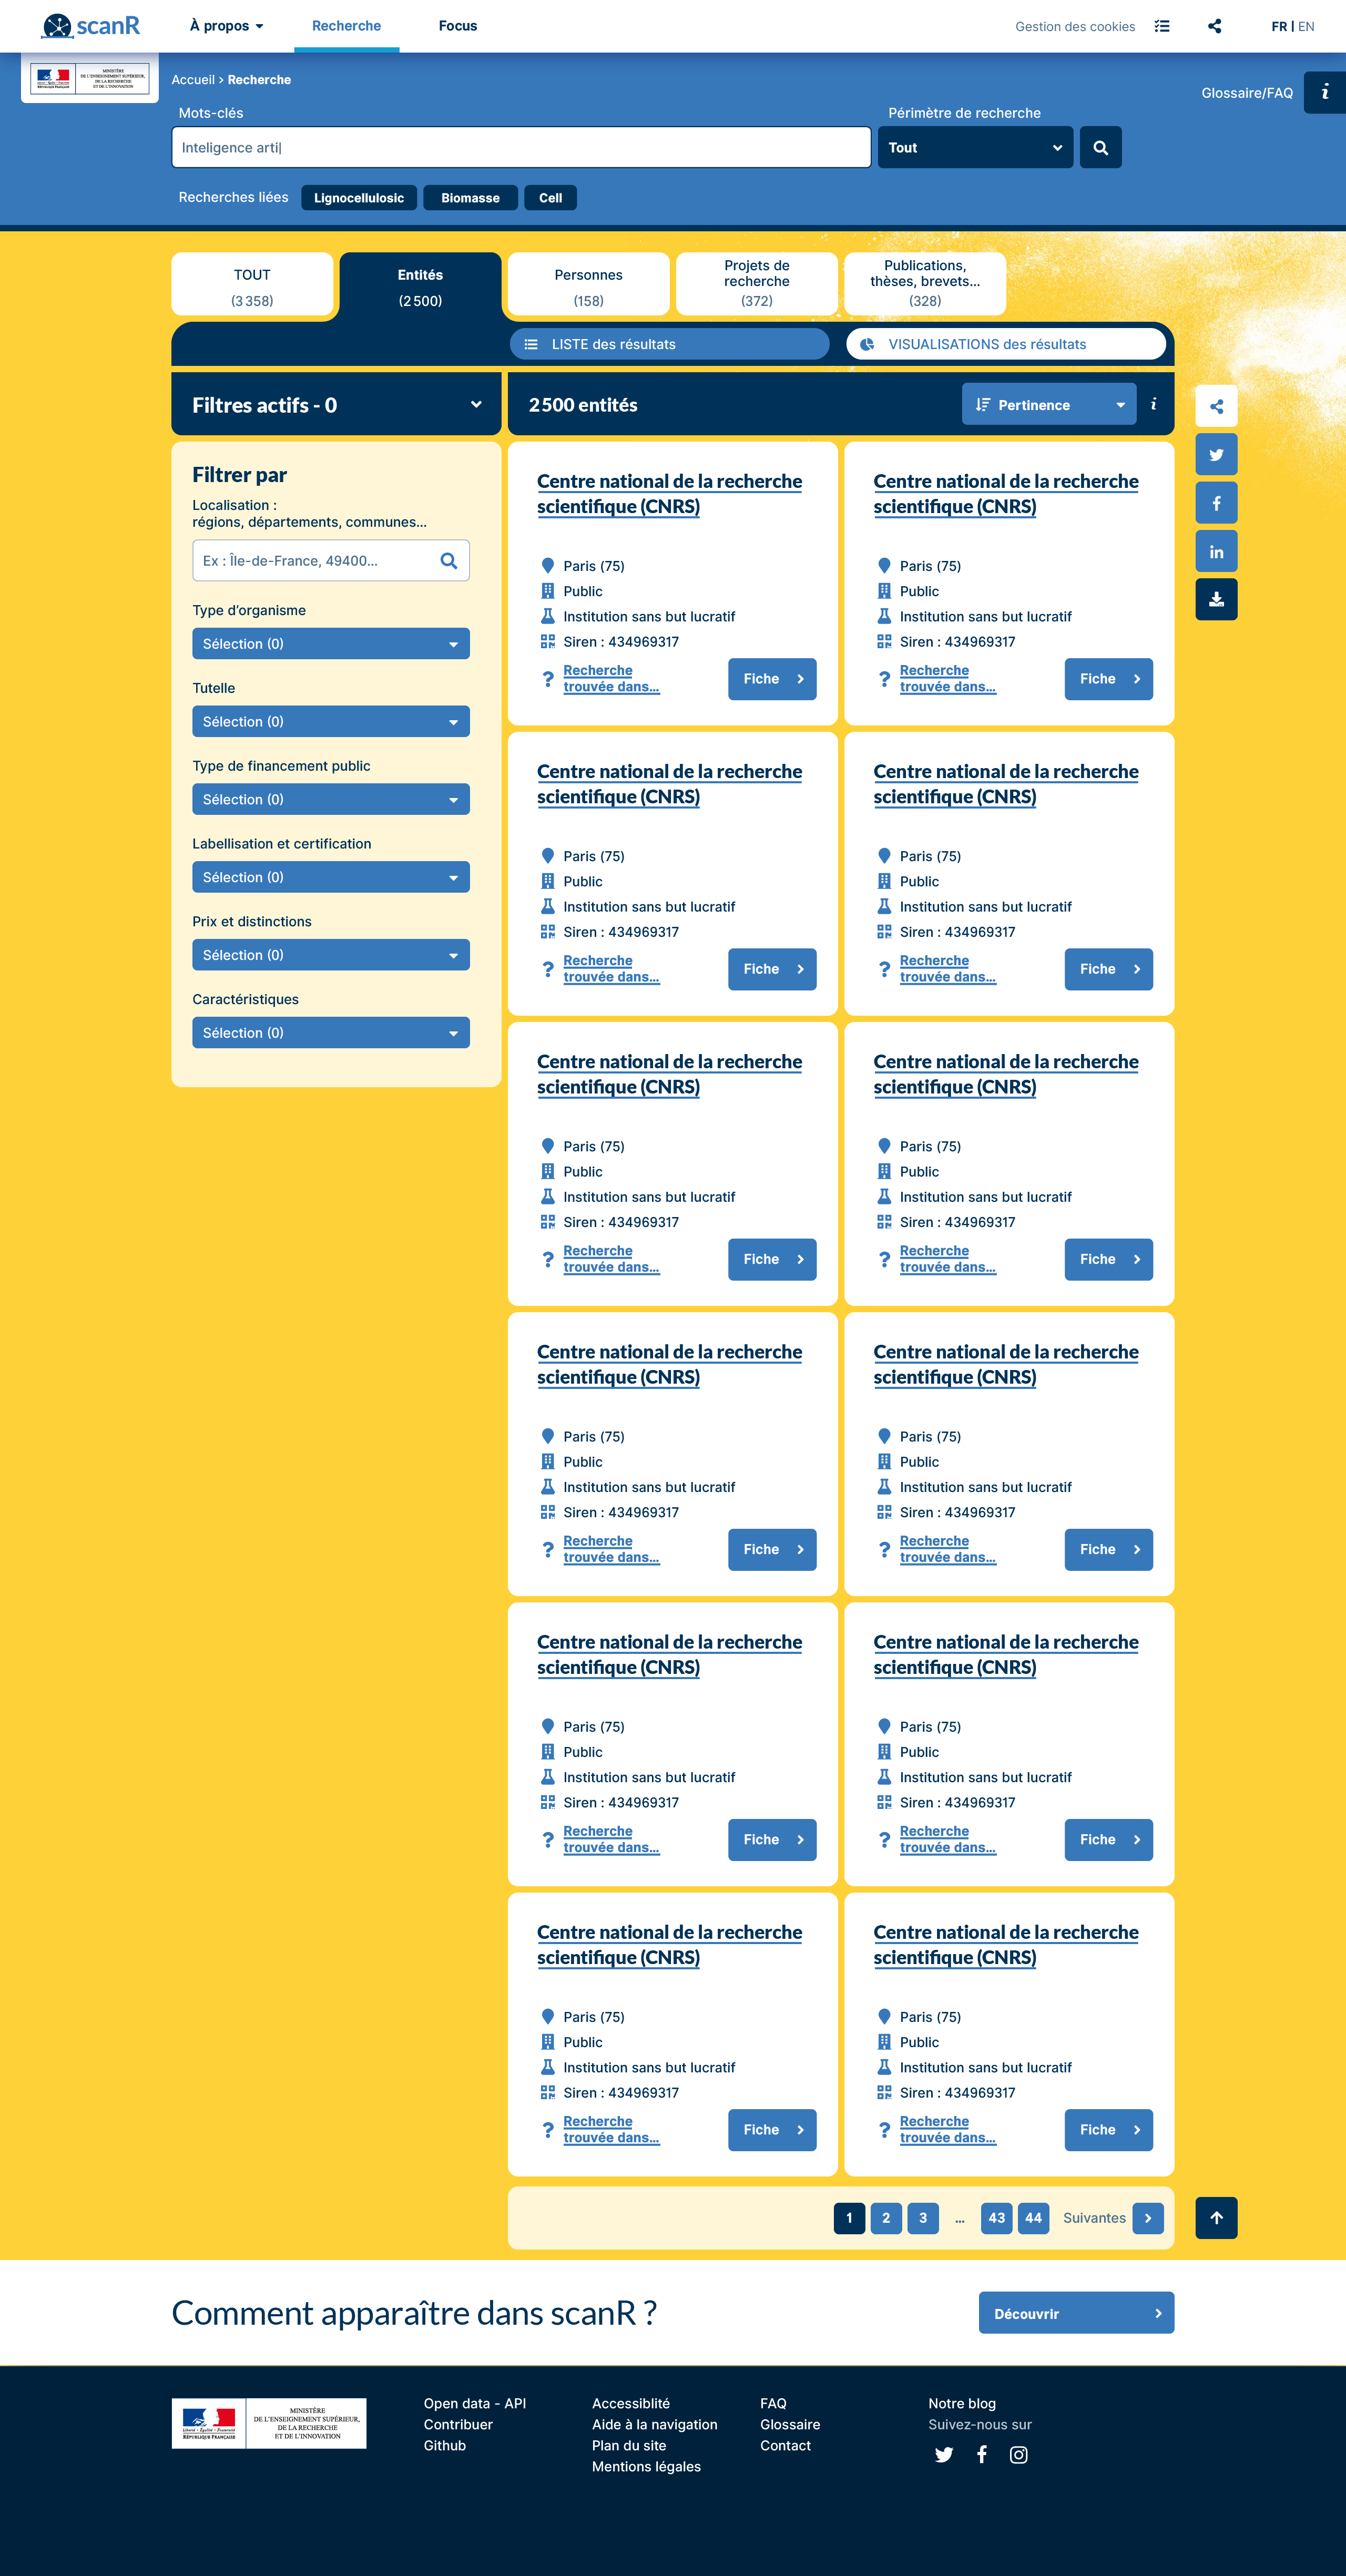 scanR
À propos
Recherche
Focus
Gestion des cookies
FR | EN
MINISTÈRE
DE L'ENSEIGNEMENT SUPÉRIEUR,
DE LA RECHERCHE
ET DE L'INNOVATION
RÉPUBLIQUE FRANÇAISE
Accueil > Recherche
Glossaire/FAQ
i
Mots-clés
Périmètre de recherche
Inteligence arti|
Tout
Recherches liées
Lignocellulosic
Biomasse
Cell
TOUT
(3 358)
Entités
(2 500)
Personnes
(158)
Projets de
recherche
(372)
Publications,
thèses, brevets...
(328)
LISTE des résultats
VISUALISATIONS des résultats
Filtres actifs - 0
2 500 entités
Pertinence
i
Filtrer par
Localisation :
régions, départements, communes...
Ex : Île-de-France, 49400...
Type d’organisme
Sélection (0)
Tutelle
Sélection (0)
Type de financement public
Sélection (0)
Labellisation et certification
Sélection (0)
Prix et distinctions
Sélection (0)
Caractéristiques
Sélection (0)
Centre national de la recherche
scientifique (CNRS)
Paris (75)
Public
Institution sans but lucratif
Siren : 434969317
? Recherche
trouvée dans...
Fiche
Centre national de la recherche
scientifique (CNRS)
Paris (75)
Public
Institution sans but lucratif
Siren : 434969317
? Recherche
trouvée dans...
Fiche
Centre national de la recherche
scientifique (CNRS)
Paris (75)
Public
Institution sans but lucratif
Siren : 434969317
? Recherche
trouvée dans...
Fiche
Centre national de la recherche
scientifique (CNRS)
Paris (75)
Public
Institution sans but lucratif
Siren : 434969317
? Recherche
trouvée dans...
Fiche
Centre national de la recherche
scientifique (CNRS)
Paris (75)
Public
Institution sans but lucratif
Siren : 434969317
? Recherche
trouvée dans...
Fiche
Centre national de la recherche
scientifique (CNRS)
Paris (75)
Public
Institution sans but lucratif
Siren : 434969317
? Recherche
trouvée dans...
Fiche
Centre national de la recherche
scientifique (CNRS)
Paris (75)
Public
Institution sans but lucratif
Siren : 434969317
? Recherche
trouvée dans...
Fiche
Centre national de la recherche
scientifique (CNRS)
Paris (75)
Public
Institution sans but lucratif
Siren : 434969317
? Recherche
trouvée dans...
Fiche
Centre national de la recherche
scientifique (CNRS)
Paris (75)
Public
Institution sans but lucratif
Siren : 434969317
? Recherche
trouvée dans...
Fiche
Centre national de la recherche
scientifique (CNRS)
Paris (75)
Public
Institution sans but lucratif
Siren : 434969317
? Recherche
trouvée dans...
Fiche
Centre national de la recherche
scientifique (CNRS)
Paris (75)
Public
Institution sans but lucratif
Siren : 434969317
? Recherche
trouvée dans...
Fiche
Centre national de la recherche
scientifique (CNRS)
Paris (75)
Public
Institution sans but lucratif
Siren : 434969317
? Recherche
trouvée dans...
Fiche
1 2 3 ... 43 44 Suivantes
Comment apparaître dans scanR ?
Découvrir
Liberté • Égalité • Fraternité
RÉPUBLIQUE FRANÇAISE
MINISTÈRE
DE L'ENSEIGNEMENT SUPÉRIEUR,
DE LA RECHERCHE
ET DE L'INNOVATION
Open data - API
Contribuer
Github
Accessiblité
Aide à la navigation
Plan du site
Mentions légales
FAQ
Glossaire
Contact
Notre blog
Suivez-nous sur